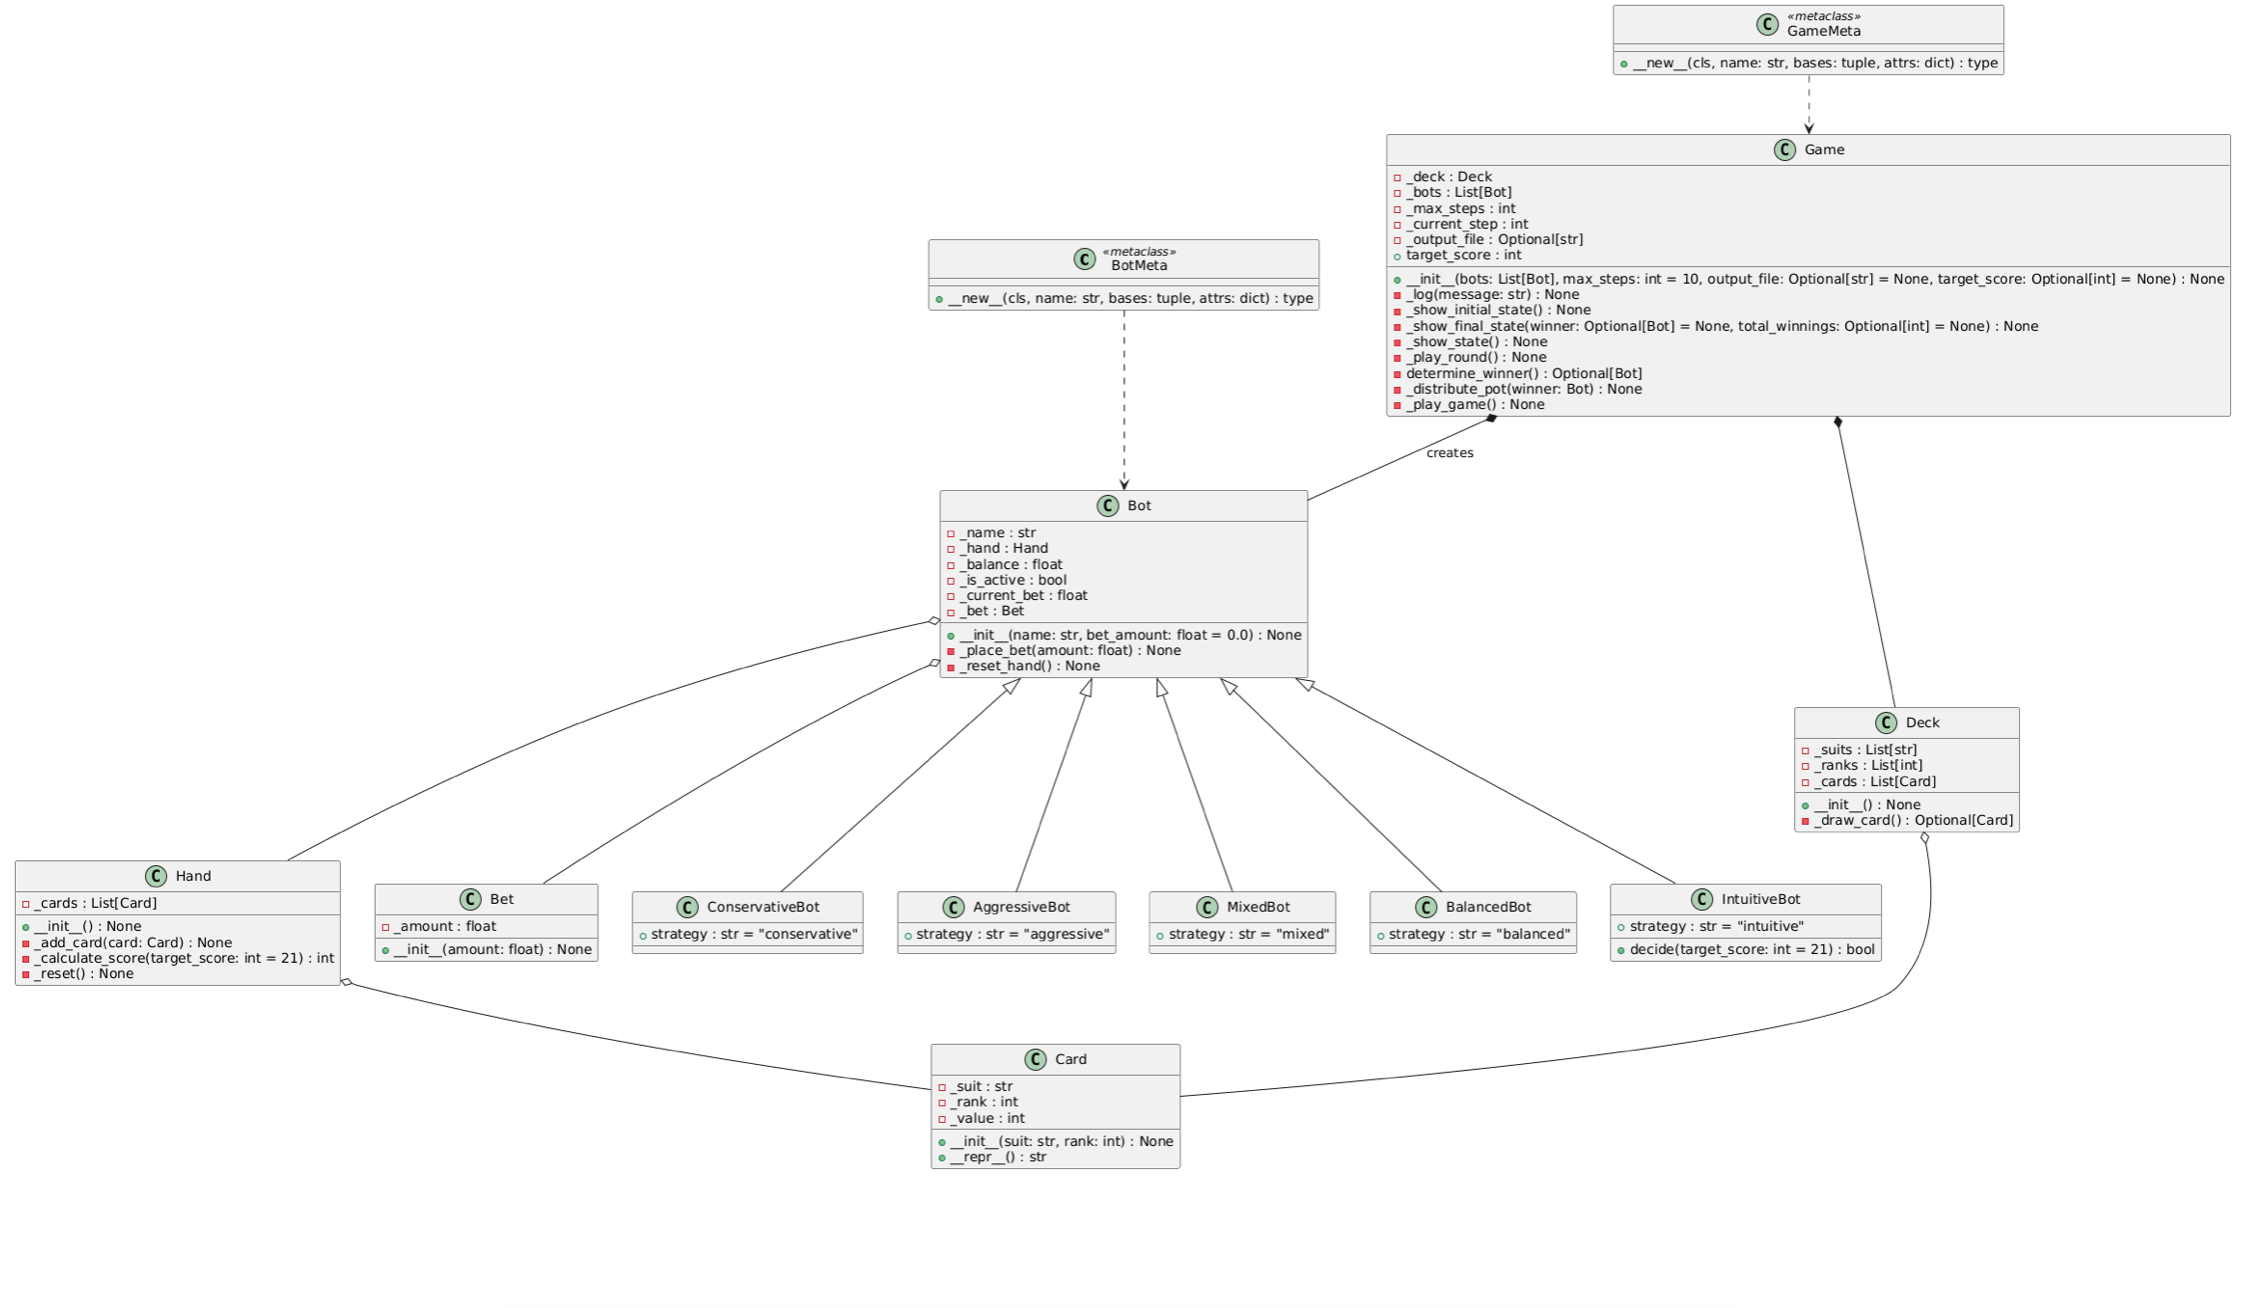 «metaclass»
GameMeta
__new__(cls, name: str, bases: tuple, attrs: dict) : type
Game
_deck : Deck
_bots : List[Bot]
_max_steps : int
_current_step : int
_output_file : Optional[str]
target_score : int
__init__(bots: List[Bot], max_steps: int = 10, output_file: Optional[str] = None, target_score: Optional[int] = None) : None
_log(message: str) : None
_show_initial_state() : None
_show_final_state(winner: Optional[Bot] = None, total_winnings: Optional[int] = None) : None
_show_state() : None
_play_round() : None
determine_winner() : Optional[Bot]
_distribute_pot(winner: Bot) : None
_play_game() : None
«metaclass»
BotMeta
__new__(cls, name: str, bases: tuple, attrs: dict) : type
creates
Bot
_name : str
_hand : Hand
_balance : float
_is_active : bool
_current_bet : float
_bet : Bet
__init__(name: str, bet_amount: float = 0.0) : None
_place_bet(amount: float) : None
_reset_hand() : None
Deck
_suits : List[str]
_ranks : List[int]
_cards : List[Card]
__init__() : None
_draw_card() : Optional[Card]
Hand
_cards : List[Card]
__init__() : None
_add_card(card: Card) : None
_calculate_score(target_score: int = 21) : int
_reset() : None
Bet
_amount : float
__init__(amount: float) : None
ConservativeBot
strategy : str = "conservative"
AggressiveBot
strategy : str = "aggressive"
MixedBot
strategy : str = "mixed"
BalancedBot
strategy : str = "balanced"
IntuitiveBot
strategy : str = "intuitive"
decide(target_score: int = 21) : bool
Card
_suit : str
_rank : int
_value : int
__init__(suit: str, rank: int) : None
__repr__() : str